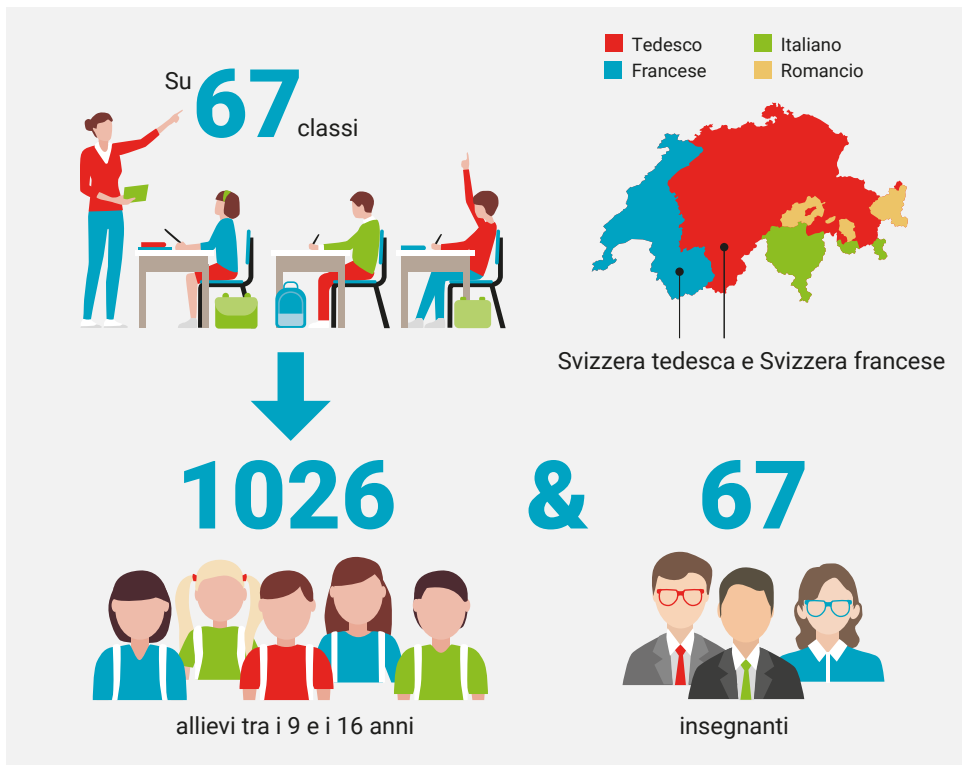 Su 67 classi
Tedesco
Italiano
Francese
Romancio
Svizzera tedesca e Svizzera francese
1026 & 67
allievi tra i 9 e i 16 anni
insegnanti